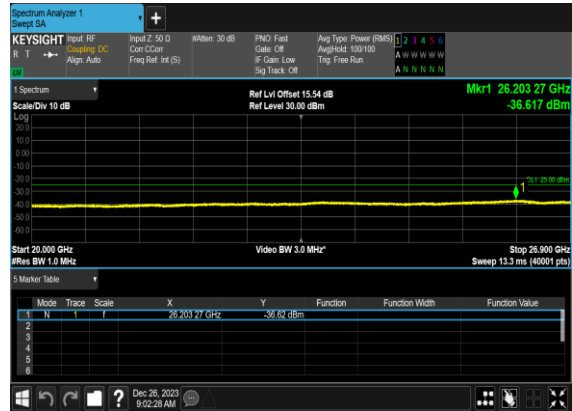 Spectrum Analyzer 1
Swept SA
KEYSIGHT Input: RF Input Z: 50 Ω #Atten: 30 dB PNO: Fast Avg Type: Power (RMS) 1 2 3 4 5 6
R T Coupling: DC Corr CCorr Gate: Off Avg|Hold: 100/100 A W W W W W
Align: Auto Freq Ref: Int (S) IF Gain: Low Trig: Free Run
LW Sig Track: Off A N N N N N
1 Spectrum Ref Lvl Offset 15.54 dB Mkr1 26.203 27 GHz
Scale/Div 10 dB Ref Level 30.00 dBm -36.617 dBm
Log
20.0
10.0
0.00
-10.0
-20.0
DL1 -25.00 dBm
1
-30.0
-40.0
-50.0
-60.0
Start 20.000 GHz Video BW 3.0 MHz* Stop 26.900 GHz
#Res BW 1.0 MHz Sweep 13.3 ms (40001 pts)
5 Marker Table
Mode Trace Scale X Y Function Function Width Function Value
1 N 1 f 26.203 27 GHz -36.62 dBm
2
3
4
5
6
? Dec 26, 2023
9:02:28 AM